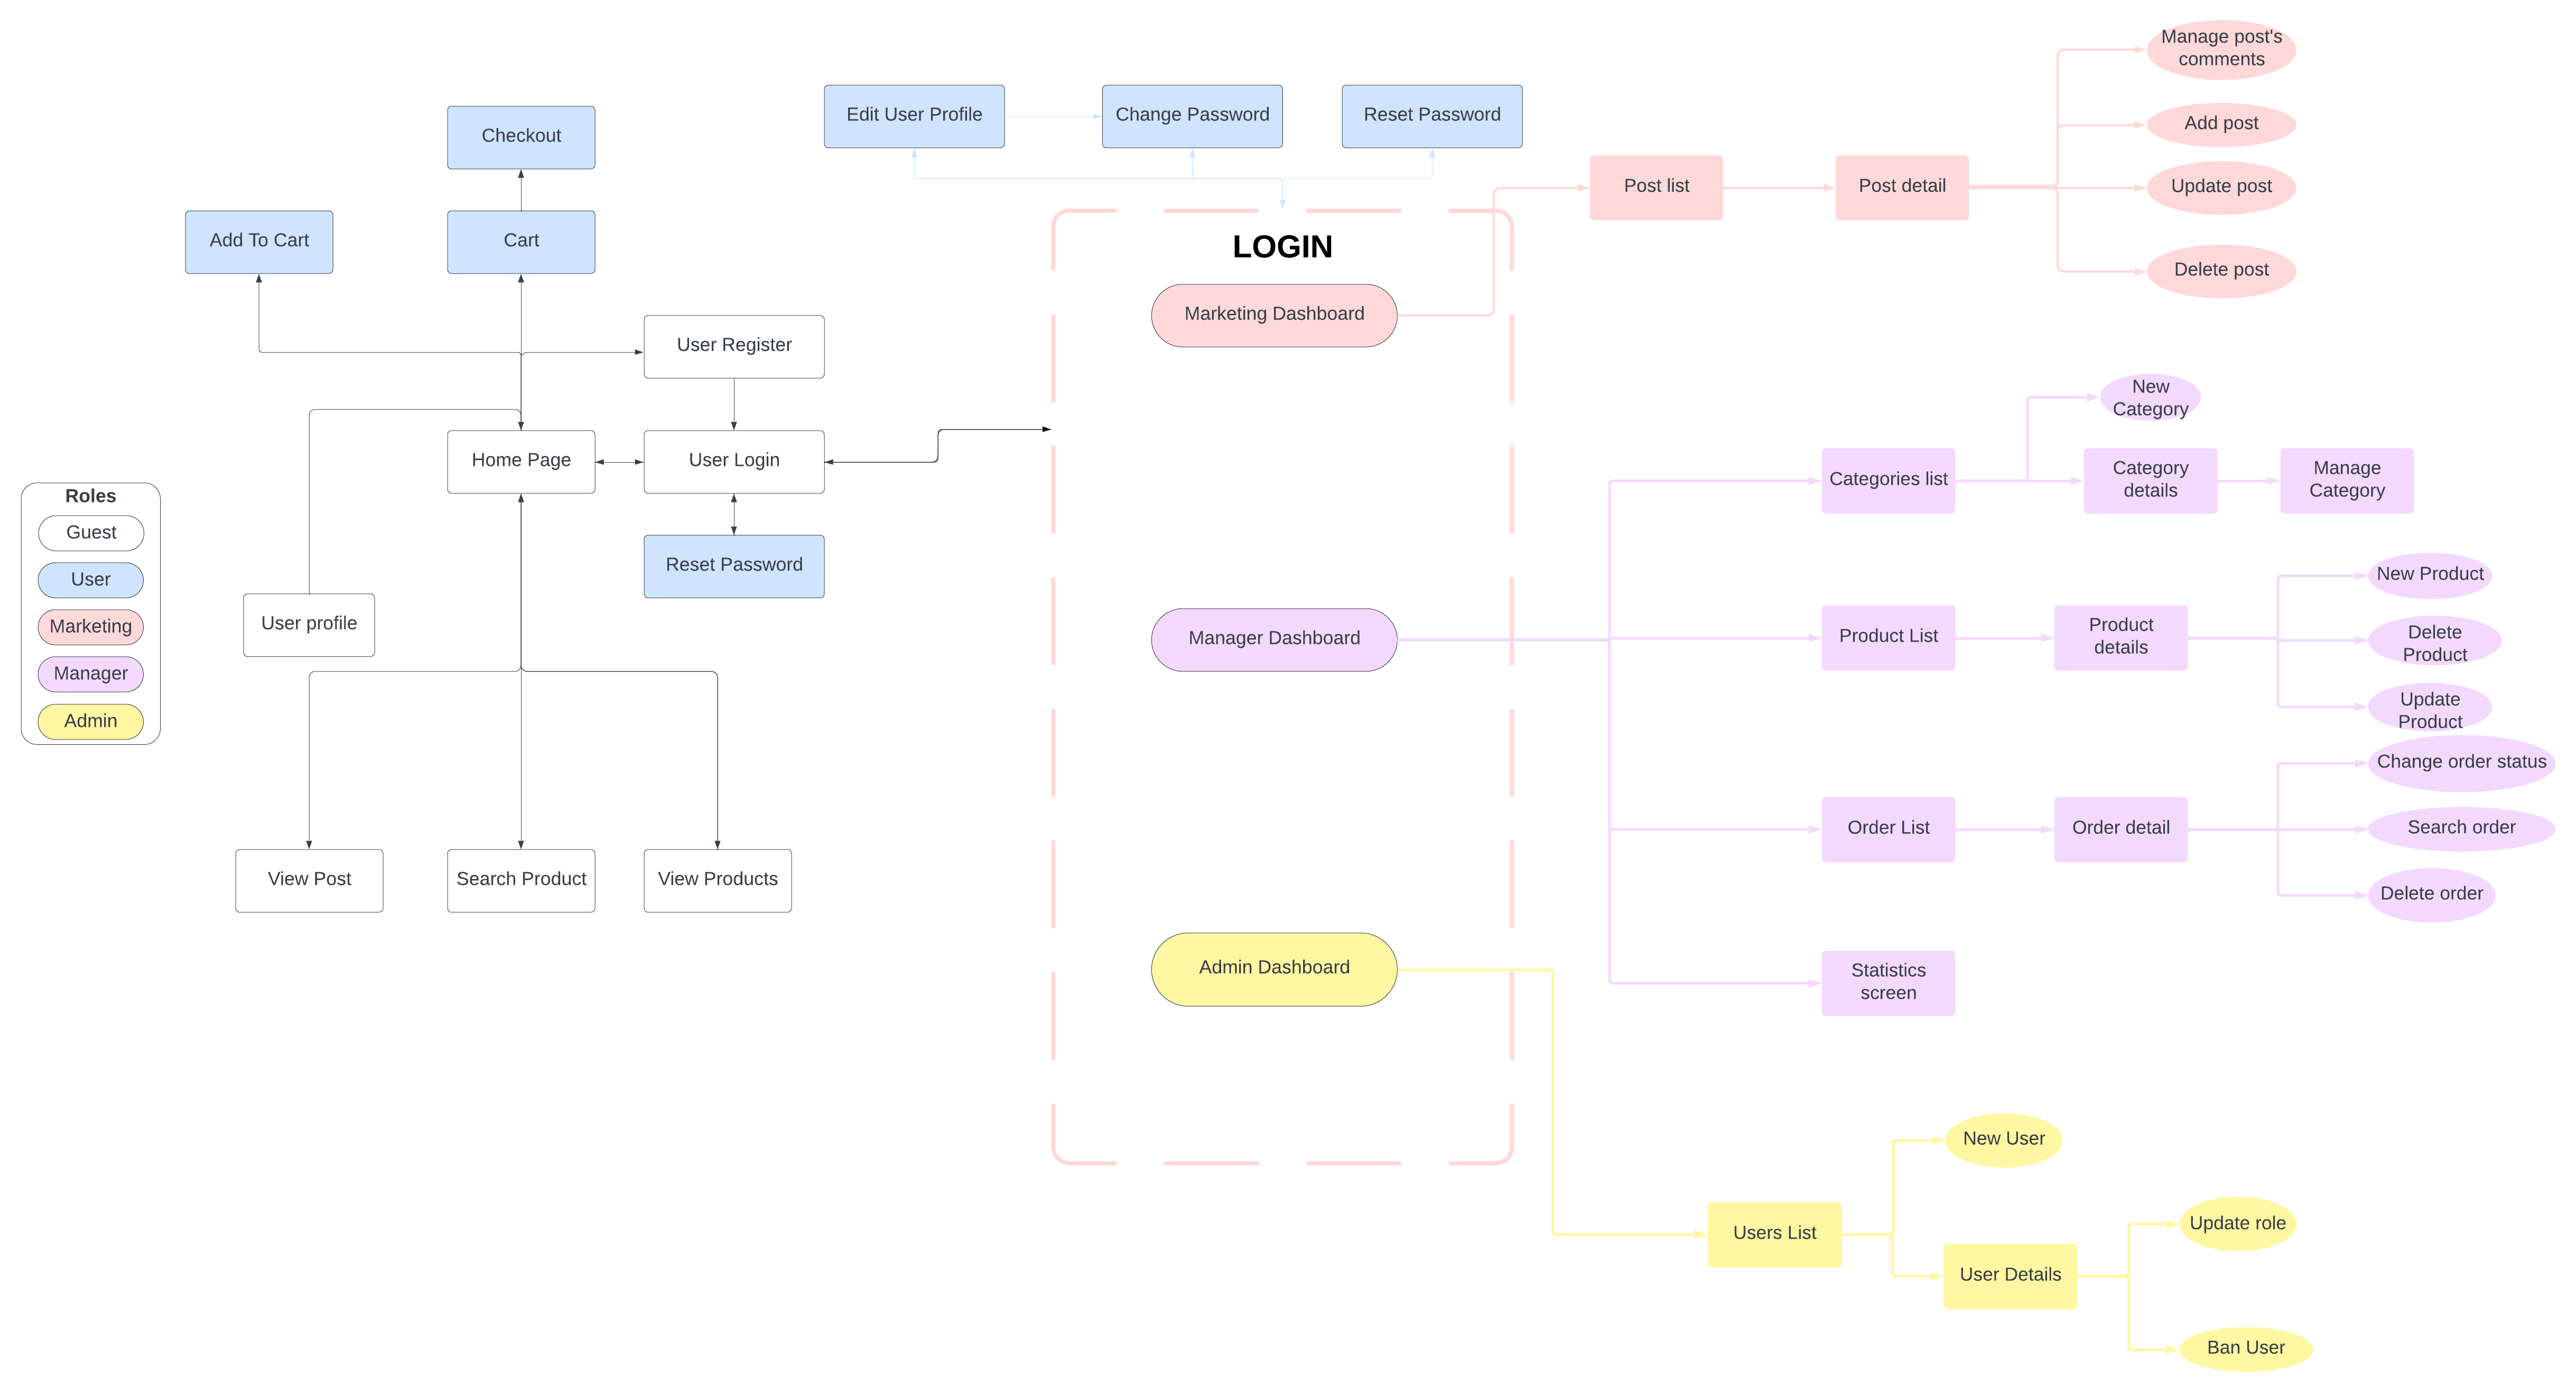 Manage post's
comments
Edit User Profile
Change Password
Reset Password
Checkout
Add post
Post list
Post detail
Update post
Add To Cart
Cart
LOGIN
Delete post
Marketing Dashboard
User Register
New
Category
Home Page
User Login
Categories list
Category
details
Manage
Category
Roles
Guest
User
Marketing
Manager
Admin
Reset Password
User profile
New Product
Manager Dashboard
Product List
Product
details
Delete
Product
Update
Product
Change order status
Order List
Order detail
Search order
View Post
Search Product
View Products
Delete order
Admin Dashboard
Statistics
screen
New User
Users List
Update role
User Details
Ban User